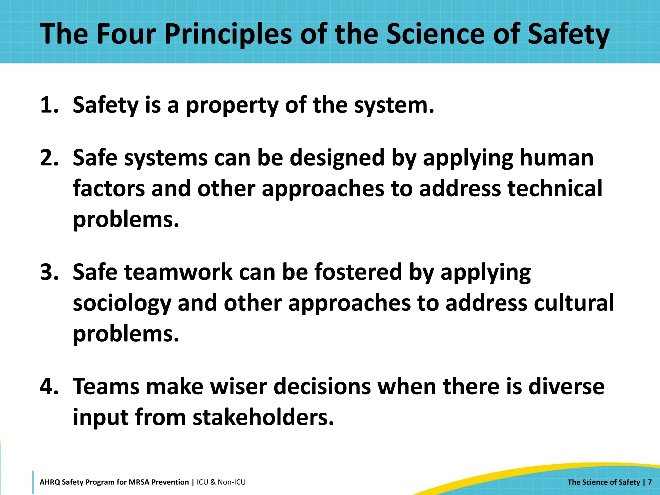 The Four Principles of the Science of Safety
1. Safety is a property of the system.
2. Safe systems can be designed by applying human
factors and other approaches to address technical
problems.
3. Safe teamwork can be fostered by applying
sociology and other approaches to address cultural
problems.
4. Teams make wiser decisions when there is diverse
input from stakeholders.
AHRQ Safety Program for MRSA Prevention | ICU & Non-ICU
The Science of Safety | 7